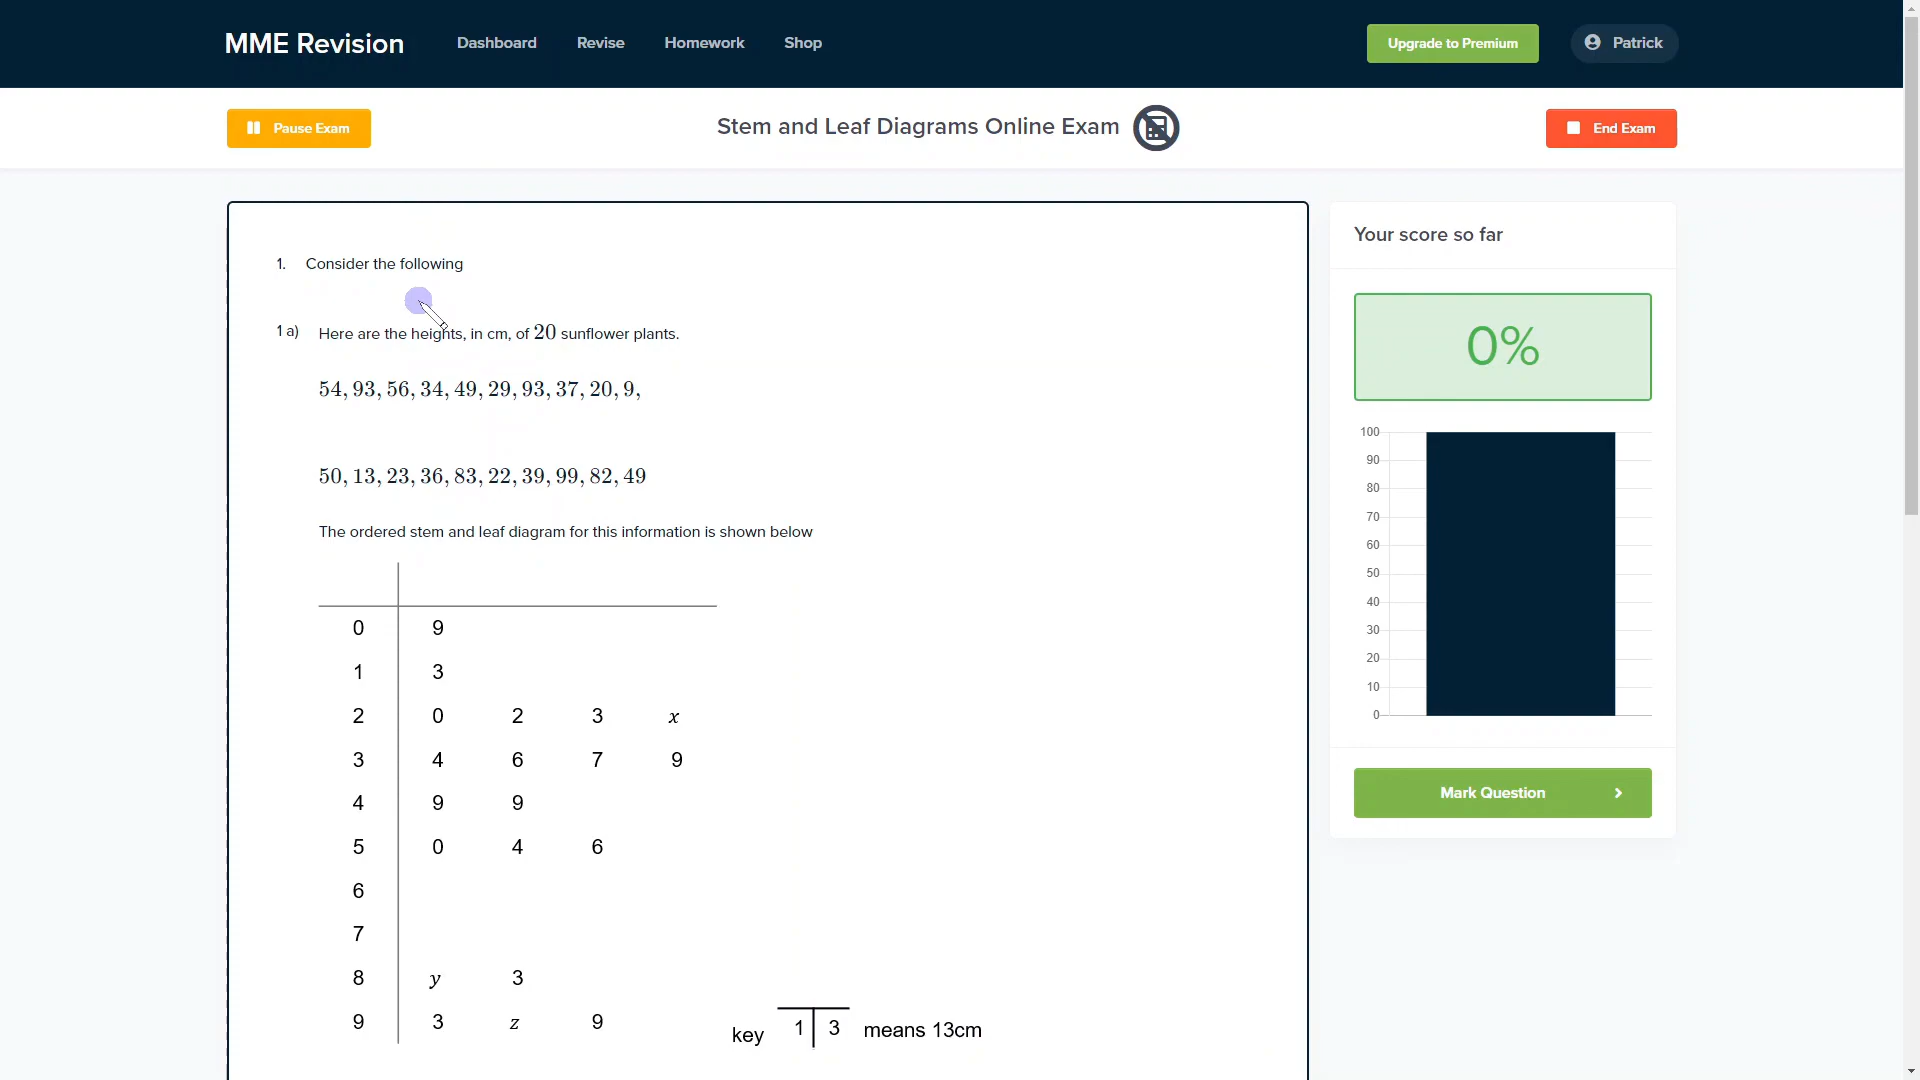 MME Revision Dashboard Revise Homework Shop Upgrade to Premium Patrick
Pause Exam Stem and Leaf Diagrams Online Exam End Exam
1. Consider the following
1 a) Here are the heights, in cm, of 20 sunflower plants.
54, 93, 56, 34, 49, 29, 93, 37, 20, 9,
50, 13, 23, 36, 83, 22, 39, 99, 82, 49
The ordered stem and leaf diagram for this information is shown below
0 9
1 3
2 0 2 3 x
3 4 6 7 9
4 9 9
5 0 4 6
6
7
8 y 3
9 3 z 9
key 1 3 means 13cm
Your score so far
0%
100
90
80
70
60
50
40
30
20
10
0
Mark Question